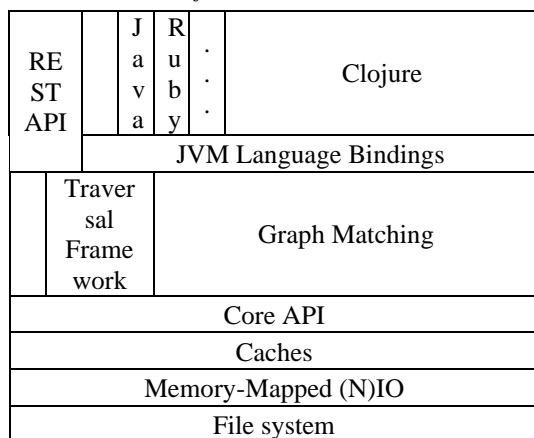 RE
ST
API
J
a
v
a
R
u
b
y
.
.
.
Clojure
JVM Language Bindings
Traver
sal
Frame
work
Graph Matching
Core API
Caches
Memory-Mapped (N)IO
File system